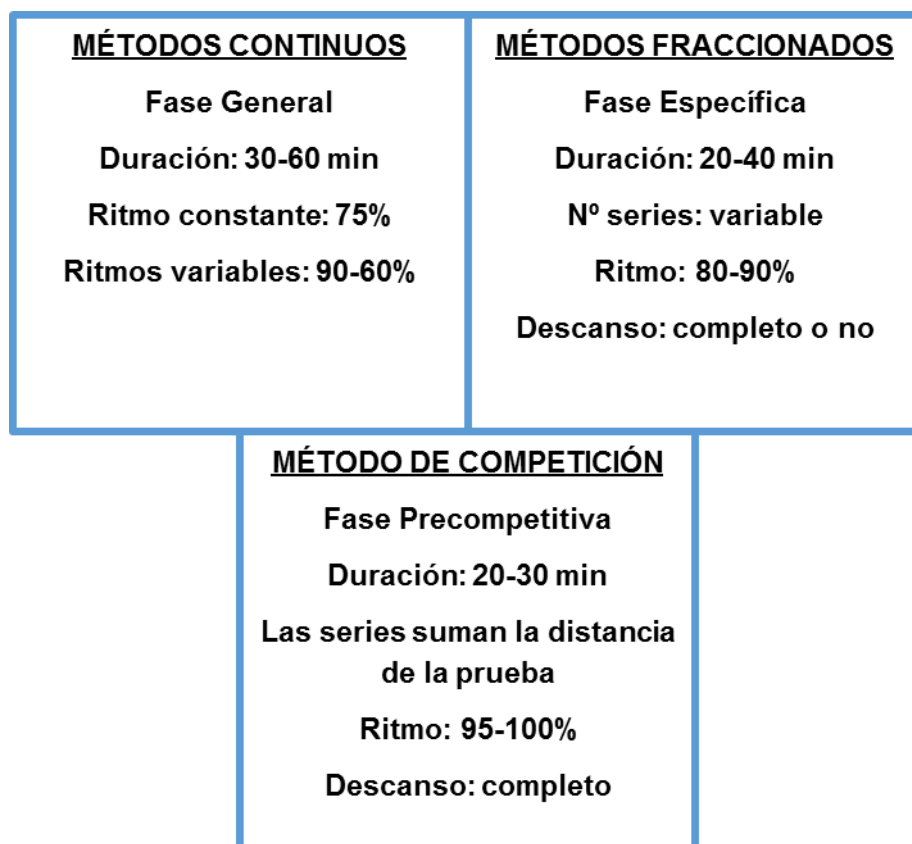 MÉTODOS CONTINUOS
Fase General
Duración: 30-60 min
Ritmo constante: 75%
Ritmos variables: 90-60%
MÉTODOS FRACCIONADOS
Fase Específica
Duración: 20-40 min
Nº series: variable
Ritmo: 80-90%
Descanso: completo o no
MÉTODO DE COMPETICIÓN
Fase Precompetitiva
Duración: 20-30 min
Las series suman la distancia
de la prueba
Ritmo: 95-100%
Descanso: completo